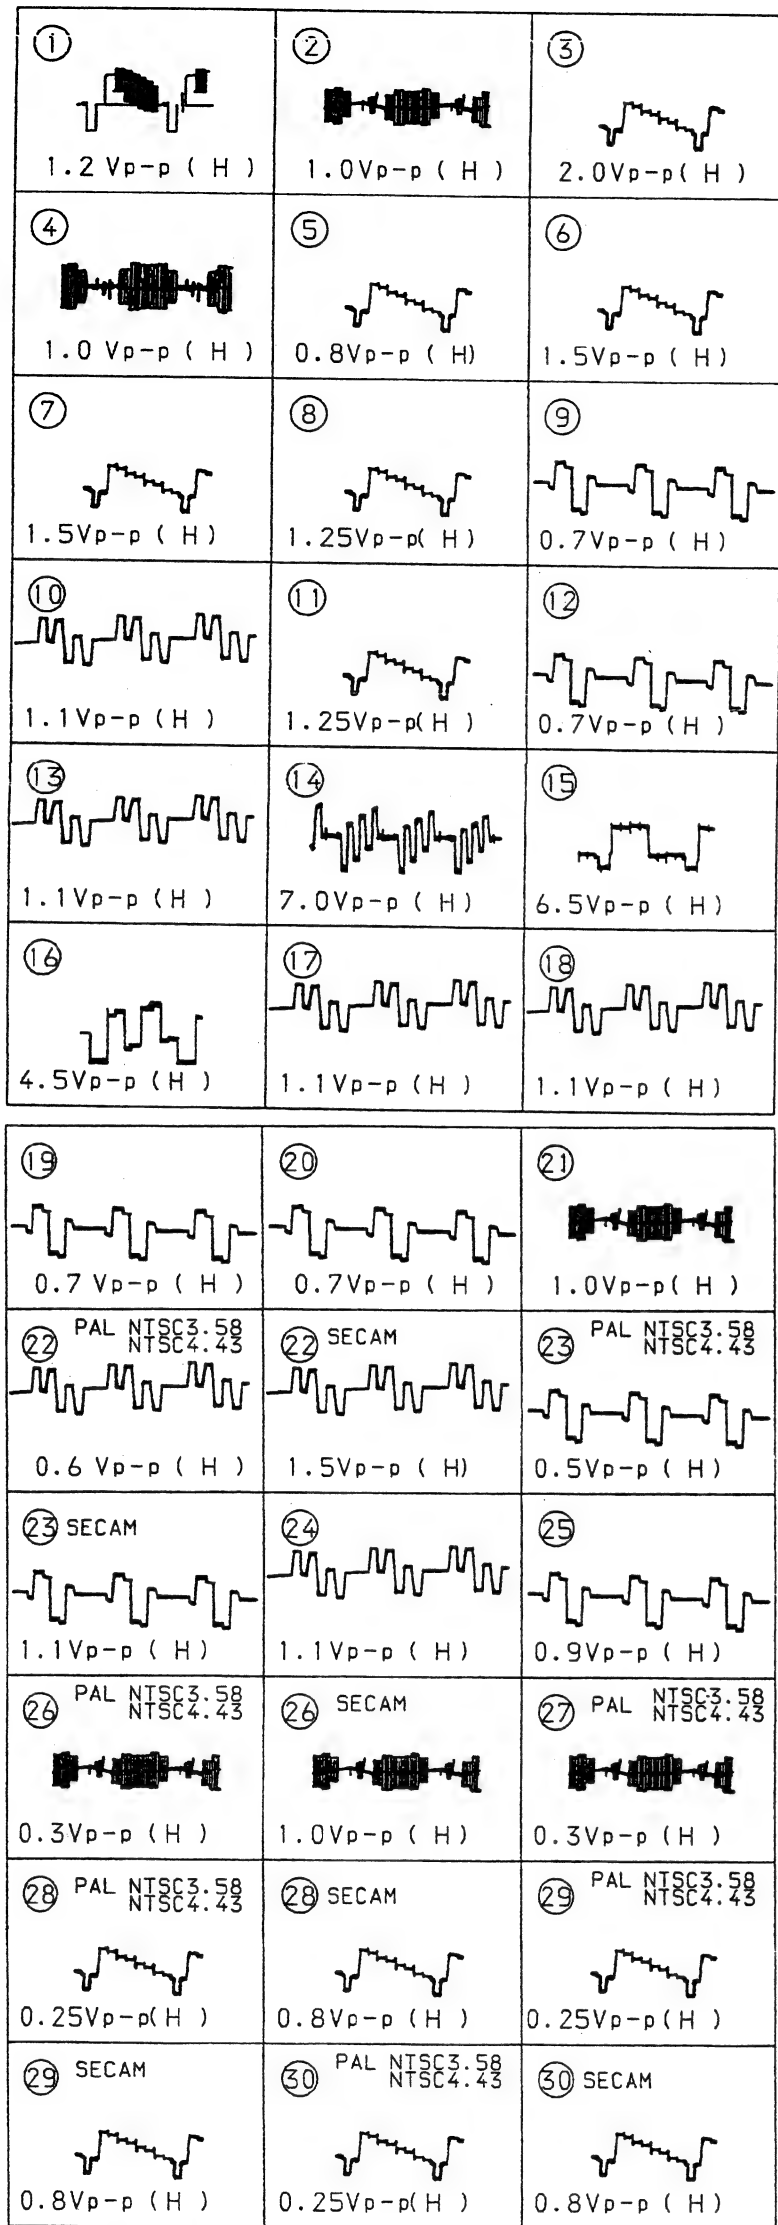 ① ② ③
1.2 Vp-p ( H ) 1.0Vp-p ( H ) 2.0Vp-p( H )
④ ⑤ ⑥
1.0 Vp-p ( H ) 0.8Vp-p ( H) 1.5Vp-p ( H )
⑦ ⑧ ⑨
1.5Vp-p ( H ) 1.25Vp-p( H ) 0.7Vp-p ( H )
⑩ ⑪ ⑫
1.1Vp-p ( H ) 1.25Vp-p( H ) 0.7Vp-p ( H )
⑬ ⑭ ⑮
1.1Vp-p ( H ) 7.0Vp-p ( H ) 6.5Vp-p ( H )
⑯ ⑰ ⑱
4.5Vp-p ( H ) 1.1Vp-p ( H ) 1.1Vp-p ( H )
⑲ ⑳ ㉑
0.7 Vp-p ( H ) 0.7Vp-p ( H ) 1.0Vp-p( H )
㉒ PAL NTSC3.58 ㉒ SECAM ㉓ PAL NTSC3.58
NTSC4.43 NTSC4.43
0.6 Vp-p ( H ) 1.5Vp-p ( H) 0.5Vp-p ( H )
㉓ SECAM ㉔ ㉕
1.1Vp-p ( H ) 1.1Vp-p ( H ) 0.9Vp-p ( H )
㉖ PAL NTSC3.58 ㉖ SECAM ㉗ PAL NTSC3.58
NTSC4.43 NTSC4.43
0.3Vp-p ( H ) 1.0Vp-p ( H ) 0.3Vp-p ( H )
㉘ PAL NTSC3.58 ㉘ SECAM ㉙ PAL NTSC3.58
NTSC4.43 NTSC4.43
0.25Vp-p( H ) 0.8Vp-p ( H ) 0.25Vp-p( H )
㉙ SECAM ㉚ PAL NTSC3.58 ㉚ SECAM
NTSC4.43
0.8Vp-p ( H ) 0.25Vp-p( H ) 0.8Vp-p ( H )